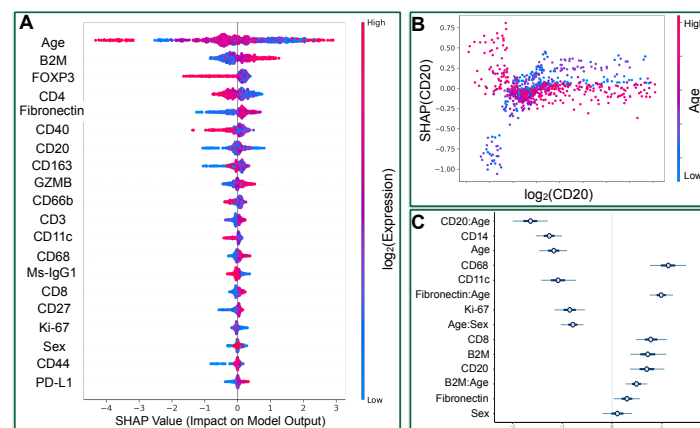 A
High
Age
B2M
FOXP3
CD4
Fibronectin
CD40
CD20
CD163
GZMB
CD66b
CD3
CD11c
CD68
Ms-IgG1
CD8
CD27
Ki-67
Sex
CD44
PD-L1
log2(Expression)
Low
−4 −3 −2 −1 0 1 2 3
SHAP Value (Impact on Model Output)
B
High
0.75
0.50
0.25
0.00
−0.25
−0.50
−0.75
−1.00
SHAP(CD20)
Age
Low
log2(CD20)
C
CD20:Age
CD14
Age
CD68
CD11c
Fibronectin:Age
Ki-67
Age:Sex
CD8
B2M
CD20
B2M:Age
Fibronectin
Sex